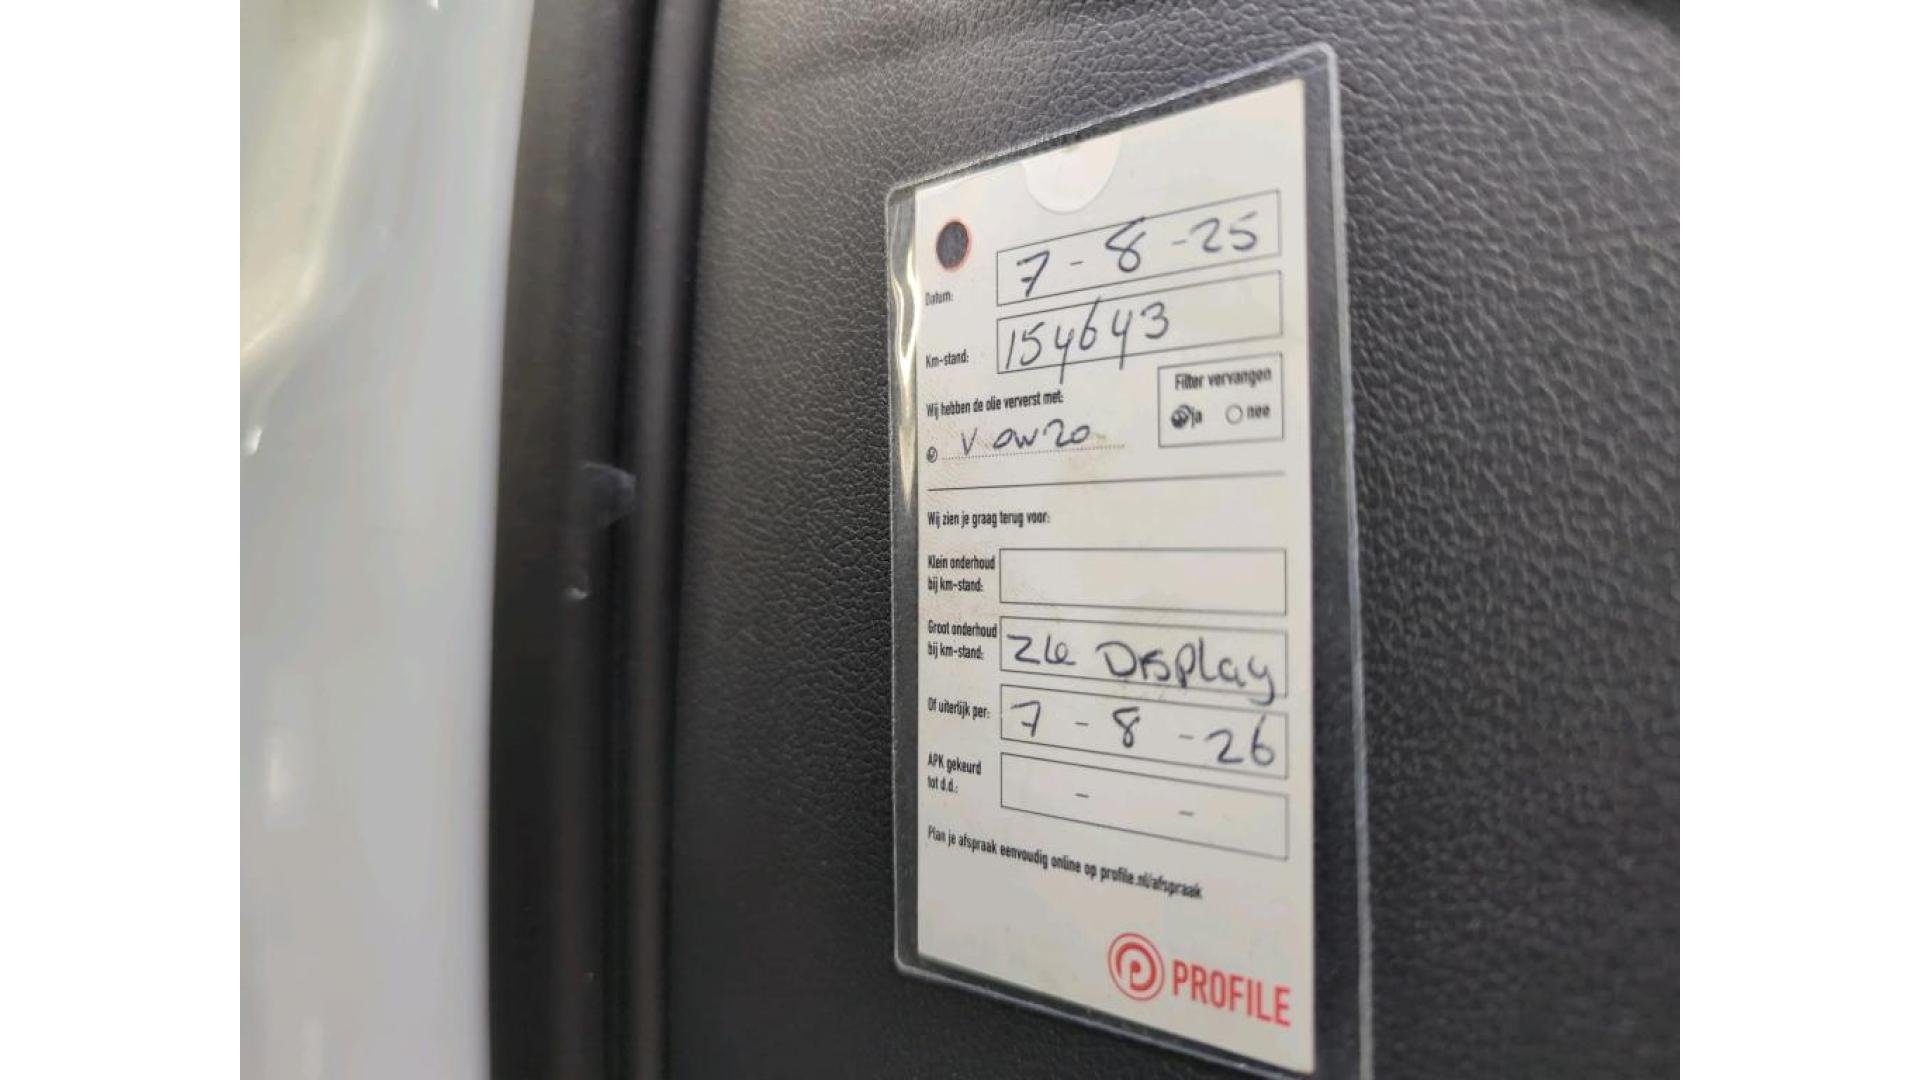 Datum: 7-8-25
Km-stand: 154643
Wij hebben de olie ververst met:
V 0W20
Filter vervangen
ja nee
Wij zien je graag terug voor:
Klein onderhoud
bij km-stand:
Groot onderhoud
bij km-stand: Zie Display
Of uiterlijk per: 7-8-26
APK gekeurd
tot d.d.: - -
Plan je afspraak eenvoudig online op profile.nl/afspraak
PROFILE